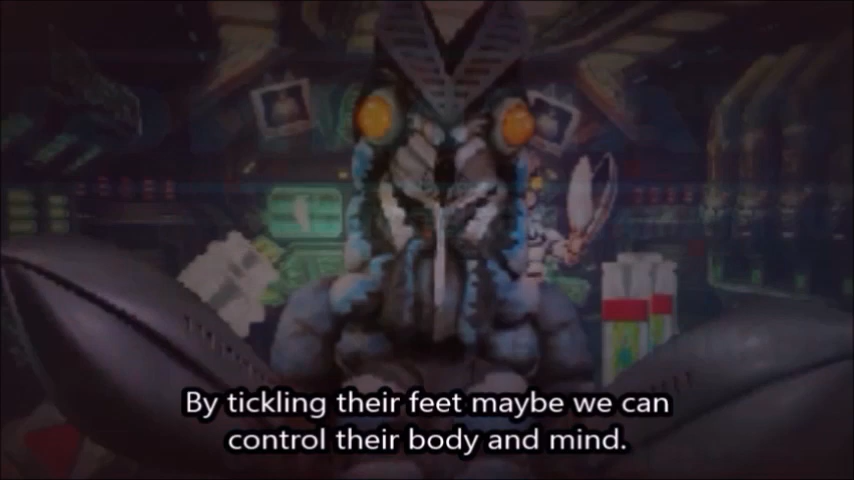 By tickling their feet maybe we can
control their body and mind.